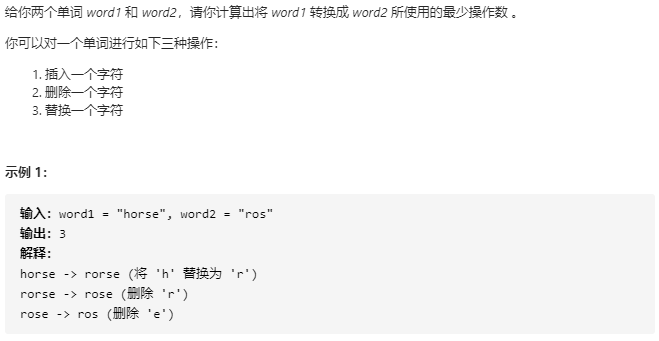 给你两个单词 word1 和 word2，请你计算出将 word1 转换成 word2 所使用的最少操作数 。
你可以对一个单词进行如下三种操作：
1. 插入一个字符
2. 删除一个字符
3. 替换一个字符
示例 1：
输入：word1 = "horse", word2 = "ros"
输出：3
解释：
horse -> rorse (将 'h' 替换为 'r')
rorse -> rose (删除 'r')
rose -> ros (删除 'e')